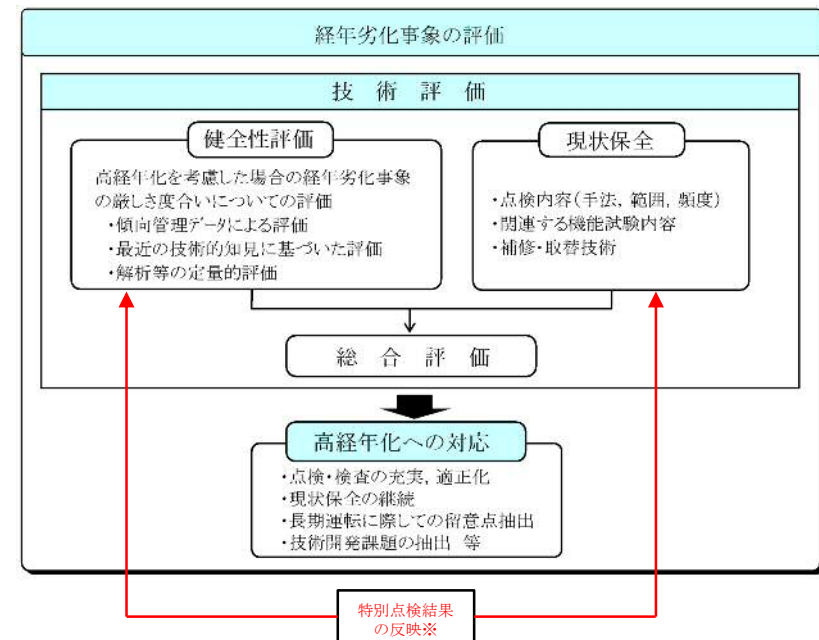 経年劣化事象の評価
技術評価
健全性評価
高経年化を考慮した場合の経年劣化事象
の厳しさ度合いについての評価
・傾向管理データによる評価
・最近の技術的知見に基づいた評価
・解析等の定量的評価
現状保全
・点検内容(手法、範囲, 頻度)
・関連する機能試験内容
・補修・取替技術
総合評価
高経年化への対応
・点検・検査の充実, 適正化
・現状保全の継続
・長期運転に際しての留意点抽出
・技術開発課題の抽出 等
特別点検結果
の反映※